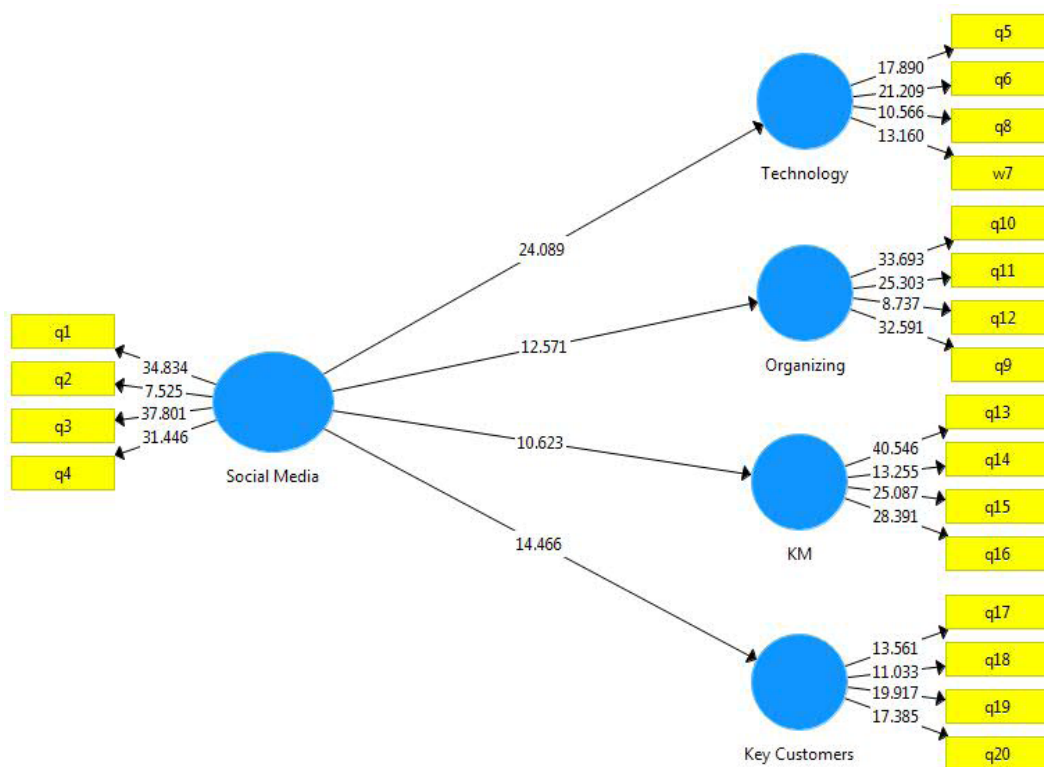 q1
34.834
q2
7.525
q3
37.801
31.446
q4
Social Media
24.089
12.571
10.623
14.466
q5
17.890
q6
21.209
10.566
q8
13.160
w7
Technology
q10
33.693
q11
25.303
8.737
q12
32.591
q9
Organizing
q13
40.546
q14
13.255
25.087
q15
28.391
q16
KM
q17
13.561
q18
11.033
19.917
q19
17.385
q20
Key Customers